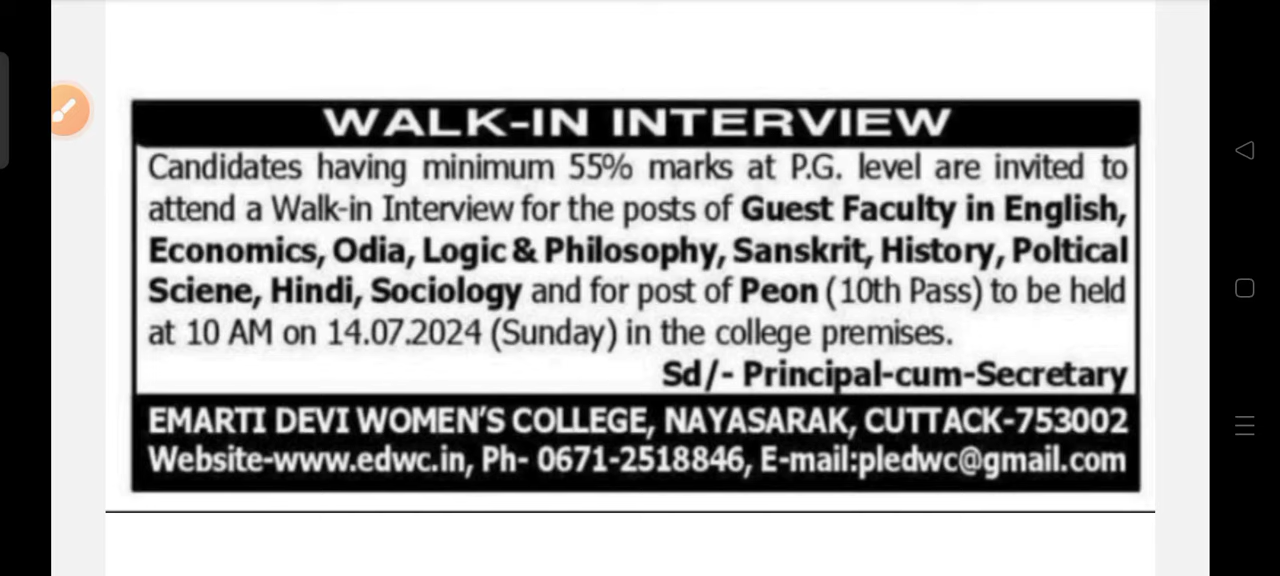 WALK-IN INTERVIEW
Candidates having minimum 55% marks at P.G. level are invited to
attend a Walk-in Interview for the posts of Guest Faculty in English,
Economics, Odia, Logic & Philosophy, Sanskrit, History, Poltical
Sciene, Hindi, Sociology and for post of Peon (10th Pass) to be held
at 10 AM on 14.07.2024 (Sunday) in the college premises.
Sd/- Principal-cum-Secretary
EMARTI DEVI WOMEN'S COLLEGE, NAYASARAK, CUTTACK-753002
Website-www.edwc.in, Ph- 0671-2518846, E-mail:pledwc@gmail.com